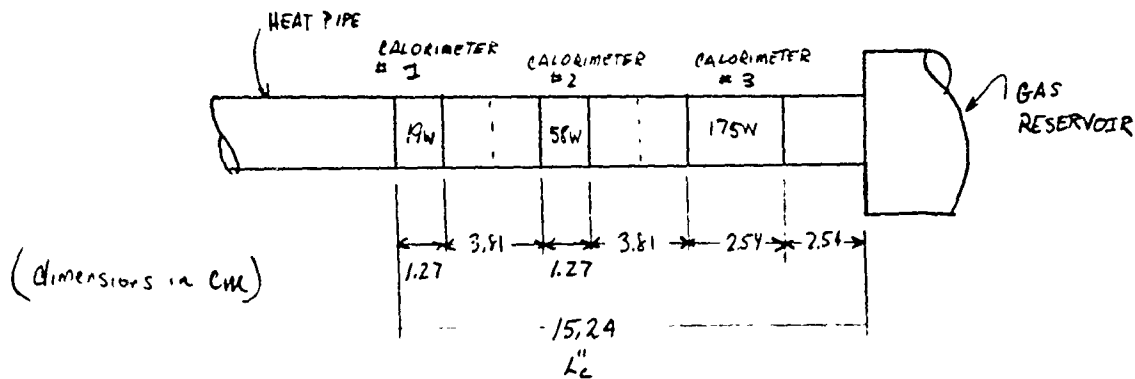 HEAT PIPE
CALORIMETER
# 1
CALORIMETER
# 2
CALORIMETER
# 3
GAS
RESERVOIR
19W
58W
175W
3.81
3.81
2.54
2.54
1.27
1.27
(dimensions in cm)
15,24
L"c